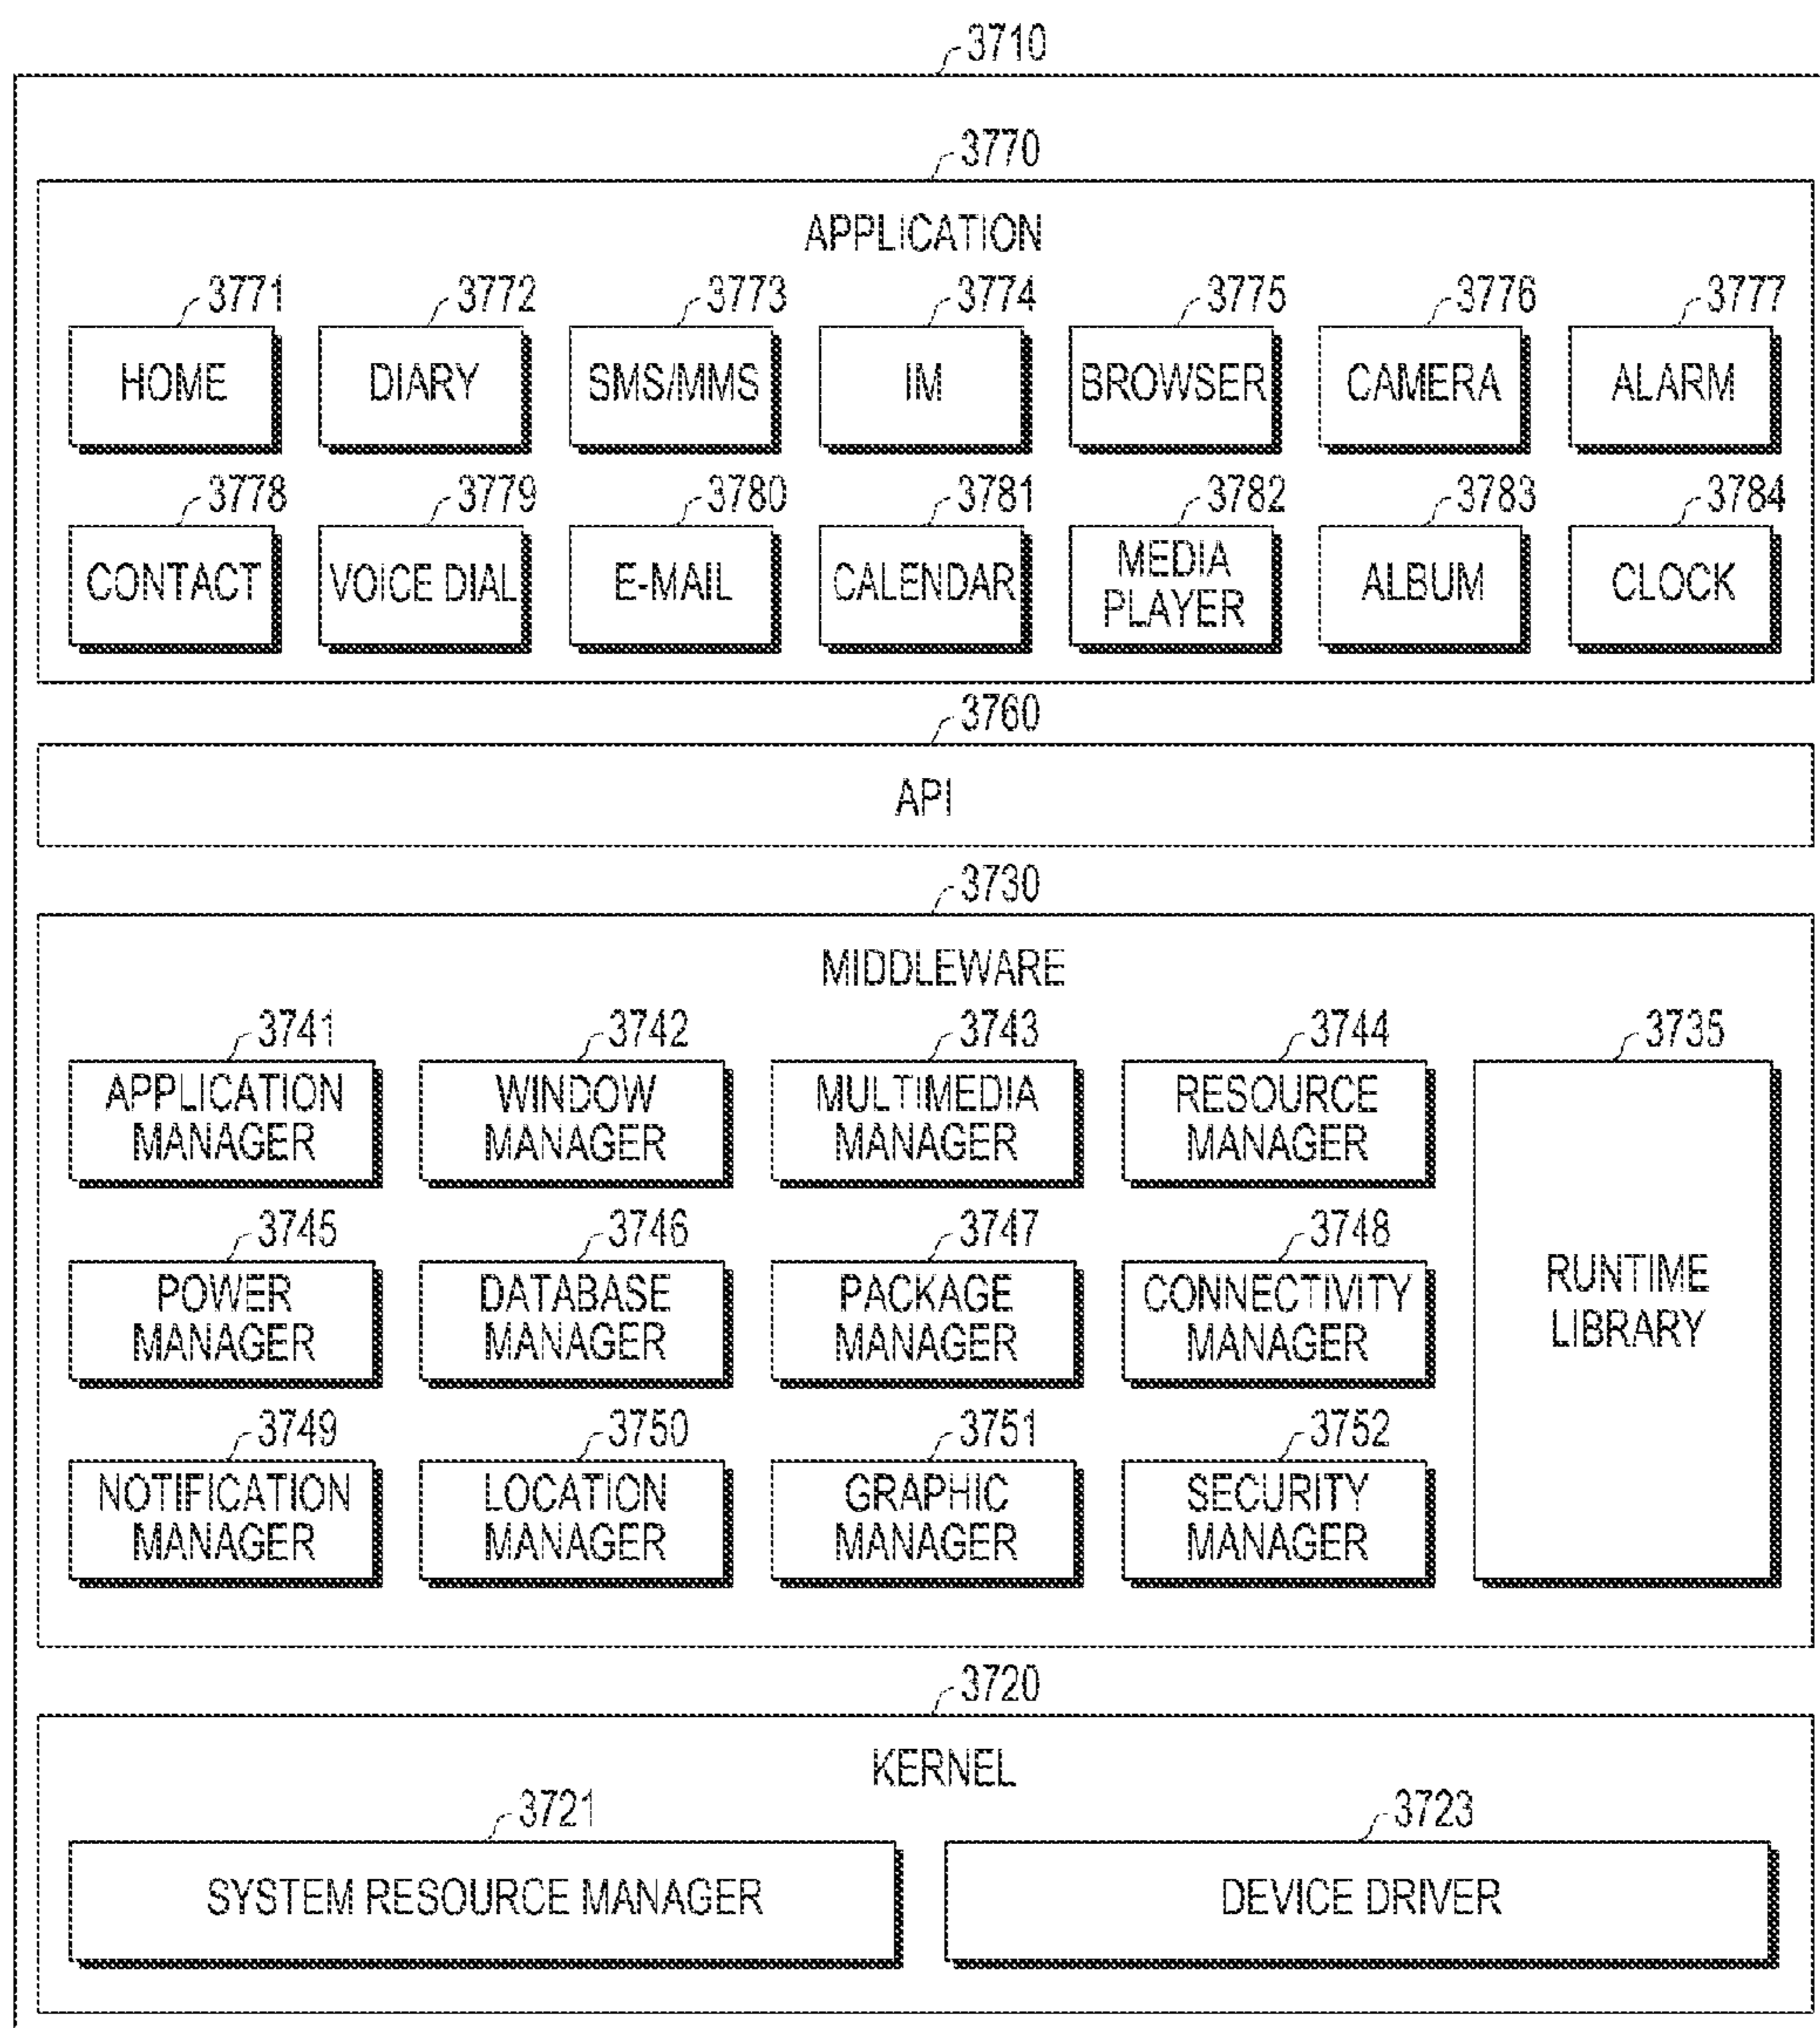 3710
3770
APPLICATION
3771 3772 3773 3774 3775 3776 3777
HOME DIARY SMS/MMS IM BROWSER CAMERA ALARM
3778 3779 3780 3781 3782 3783 3784
CONTACT VOICE DIAL E-MAIL CALENDAR MEDIA PLAYER ALBUM CLOCK
3760
API
3730
MIDDLEWARE
3741 3742 3743 3744 3735
APPLICATION MANAGER WINDOW MANAGER MULTIMEDIA MANAGER RESOURCE MANAGER
3745 3746 3747 3748
POWER MANAGER DATABASE MANAGER PACKAGE MANAGER CONNECTIVITY MANAGER RUNTIME LIBRARY
3749 3750 3751 3752
NOTIFICATION MANAGER LOCATION MANAGER GRAPHIC MANAGER SECURITY MANAGER
3720
KERNEL
3721 3723
SYSTEM RESOURCE MANAGER DEVICE DRIVER